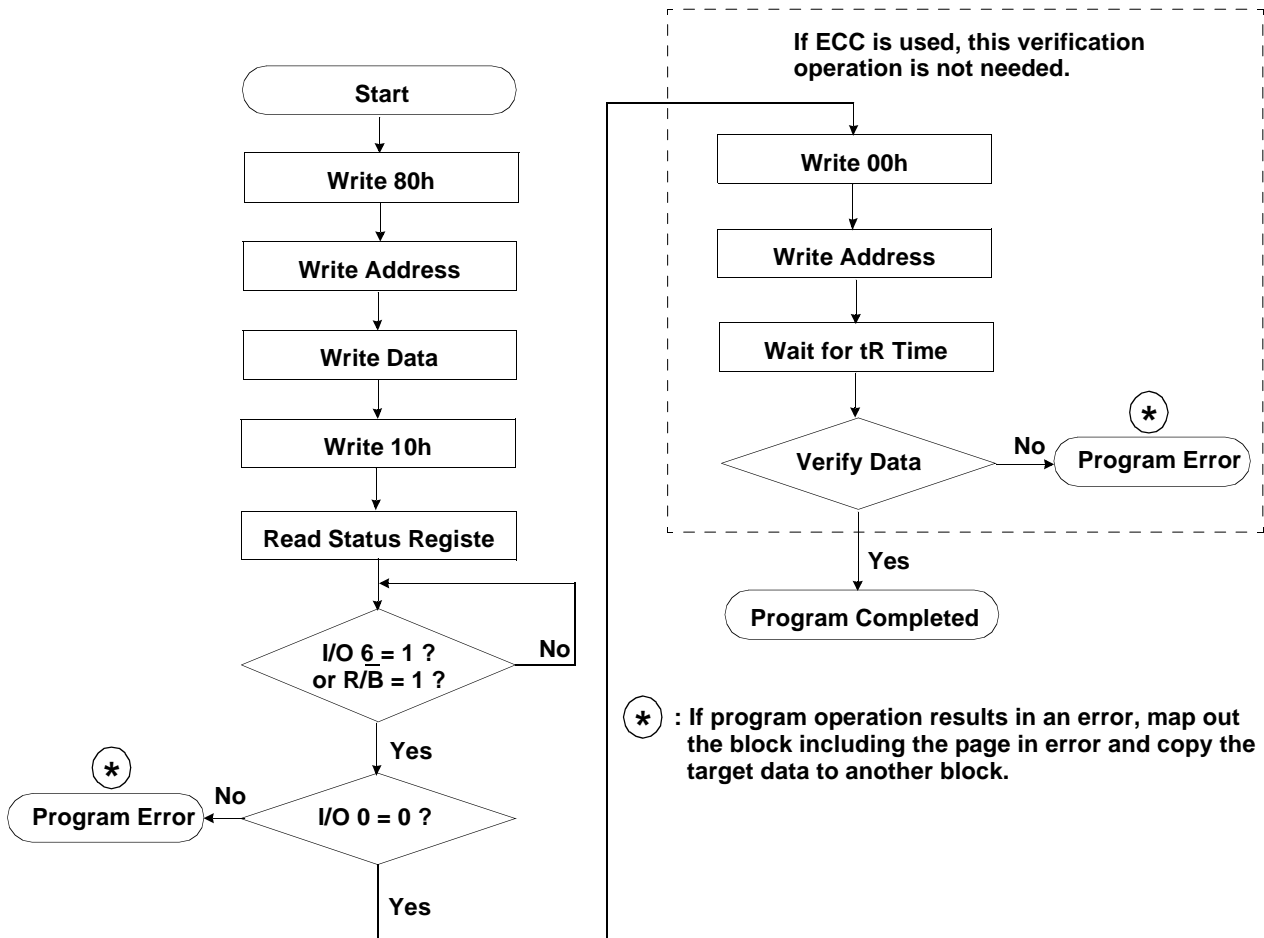 Start
Write 80h
Write Address
Write Data
Write 10h
Read Status Registe
I/O 6 = 1 ?
or R/B̅ = 1 ?
No
Yes
*
No
Program Error
I/O 0 = 0 ?
Yes
If ECC is used, this verification
operation is not needed.
Write 00h
Write Address
Wait for tR Time
*
Verify Data
No
Program Error
Yes
Program Completed
* : If program operation results in an error, map out
the block including the page in error and copy the
target data to another block.